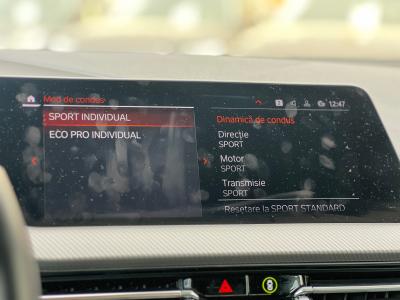 Mod de condus
12:47
SPORT INDIVIDUAL
ECO PRO INDIVIDUAL
Dinamică de condus
Direcție
SPORT
Motor
SPORT
Transmisie
SPORT
Resetare la SPORT STANDARD